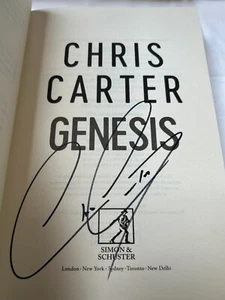 CHRIS
CARTER
GENESIS
SIMON &
SCHUSTER
London · New York · Sydney · Toronto · New Delhi